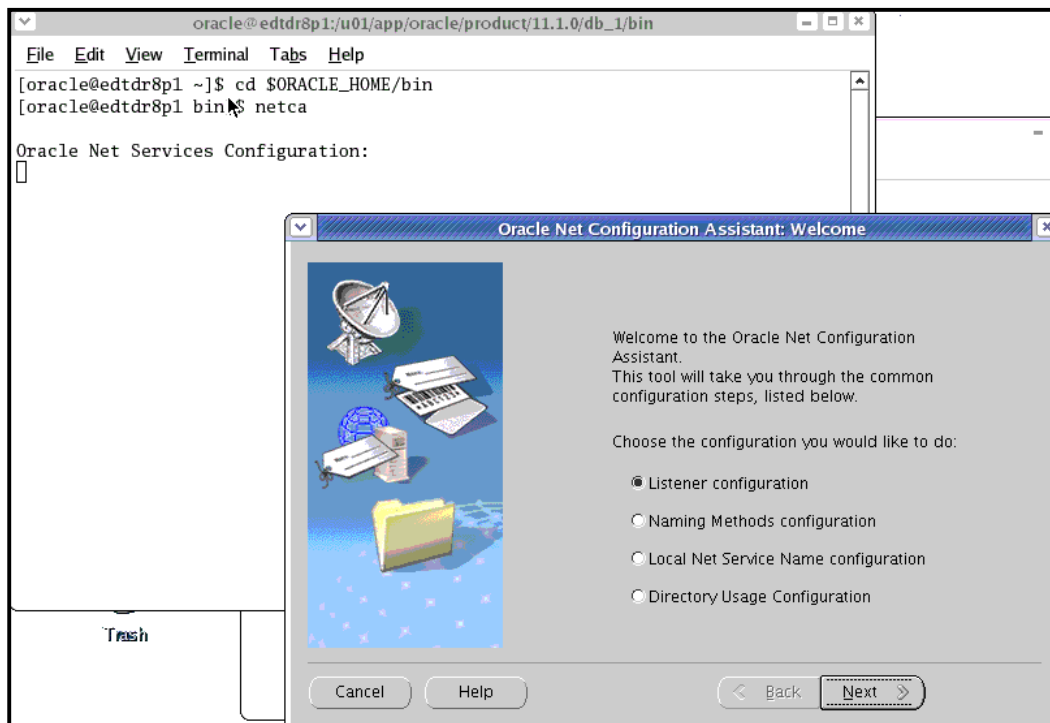 oracle@edtdr8p1:/u01/app/oracle/product/11.1.0/db_1/bin
File Edit View Terminal Tabs Help
[oracle@edtdr8p1 ~]$ cd $ORACLE_HOME/bin
[oracle@edtdr8p1 bin]$ netca
Oracle Net Services Configuration:
Oracle Net Configuration Assistant: Welcome
Welcome to the Oracle Net Configuration
Assistant.
This tool will take you through the common
configuration steps, listed below.
Choose the configuration you would like to do:
Listener configuration
Naming Methods configuration
Local Net Service Name configuration
Directory Usage Configuration
Trash
Cancel Help Back Next